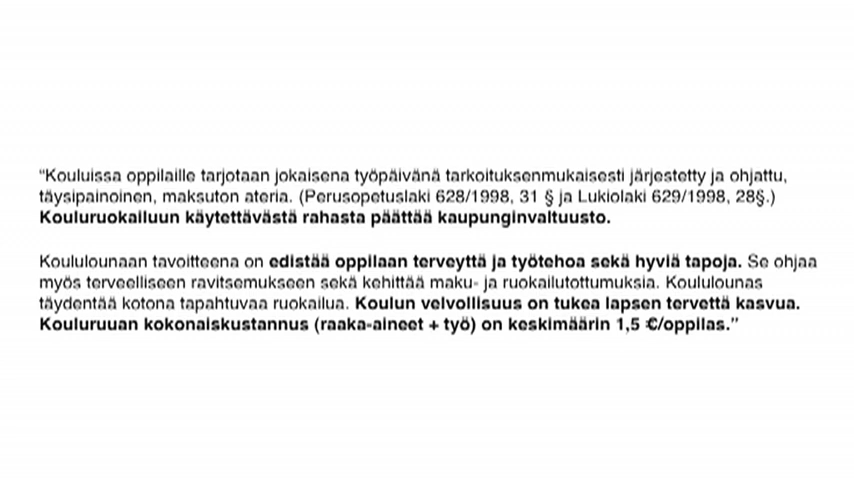 “Kouluissa oppilaille tarjotaan jokaisena työpäivänä tarkoituksenmukaisesti järjestetty ja ohjattu,
täysipainoinen, maksuton ateria. (Perusopetuslaki 628/1998, 31 § ja Lukiolaki 629/1998, 28§.)
Kouluruokailuun käytettävästä rahasta päättää kaupunginvaltuusto.
Koululounaan tavoitteena on edistää oppilaan terveyttä ja työtehoa sekä hyviä tapoja. Se ohjaa
myös terveelliseen ravitsemukseen sekä kehittää maku- ja ruokailutottumuksia. Koululounas
täydentää kotona tapahtuvaa ruokailua. Koulun velvollisuus on tukea lapsen tervettä kasvua.
Kouluruuan kokonaiskustannus (raaka-aineet + työ) on keskimäärin 1,5 €/oppilas.”